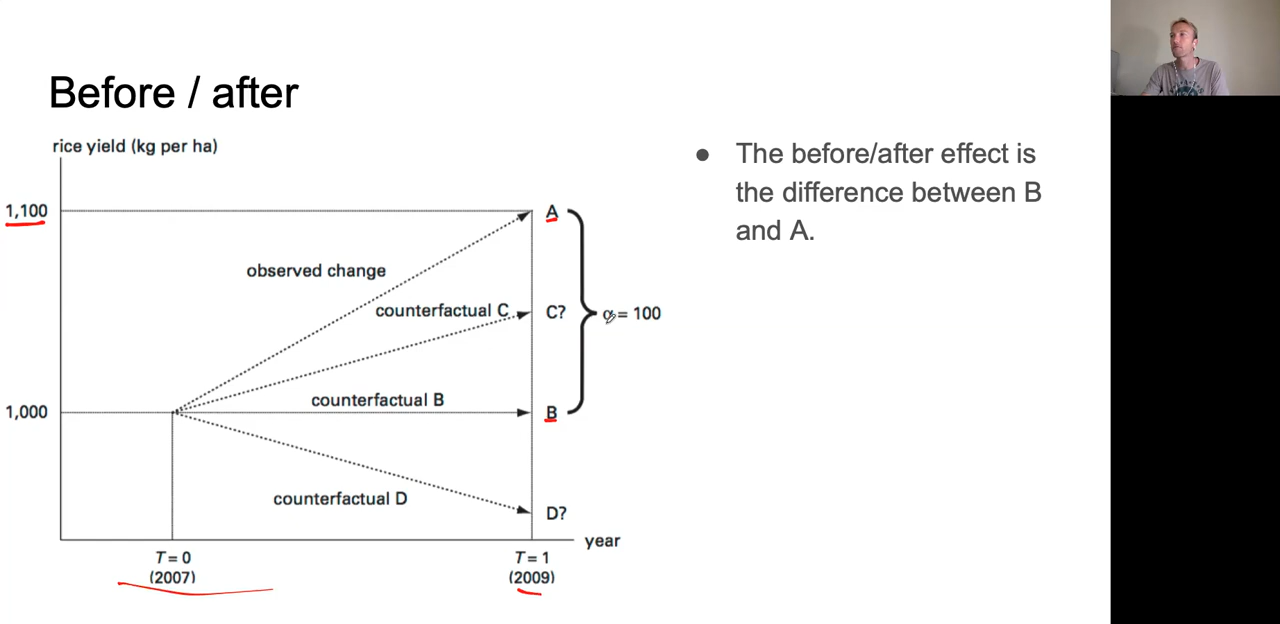 Before / after
rice yield (kg per ha)
1,100
A
observed change
counterfactual C
C?
= 100
counterfactual B
1,000
B
counterfactual D
D?
year
T = 0
(2007)
T = 1
(2009)
● The before/after effect is
the difference between B
and A.